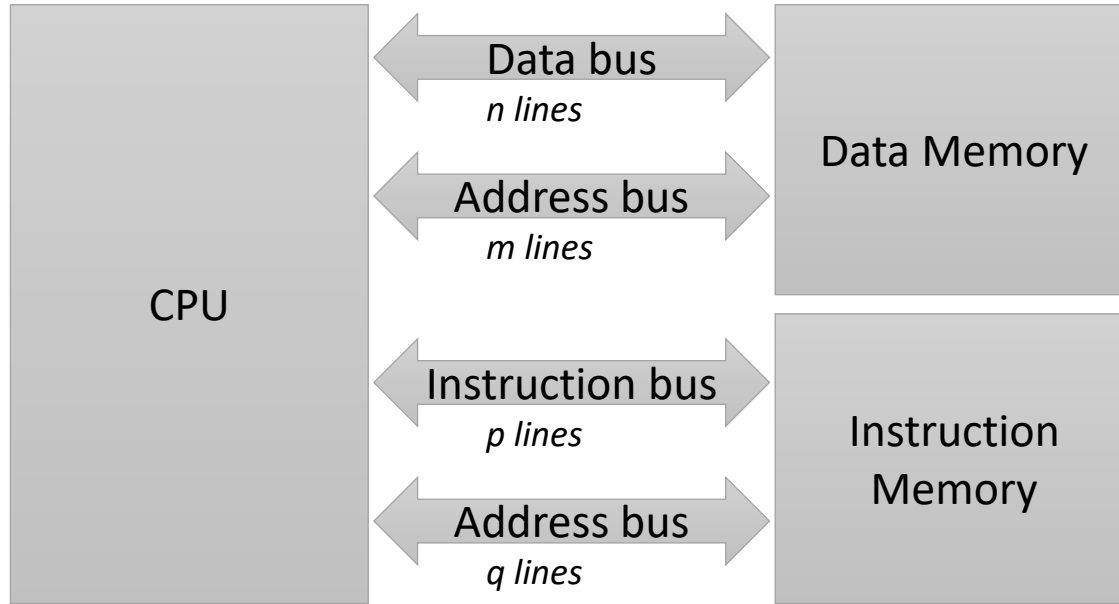 CPU
Data bus
n lines
Address bus
m lines
Instruction bus
p lines
Address bus
q lines
Data Memory
Instruction
Memory